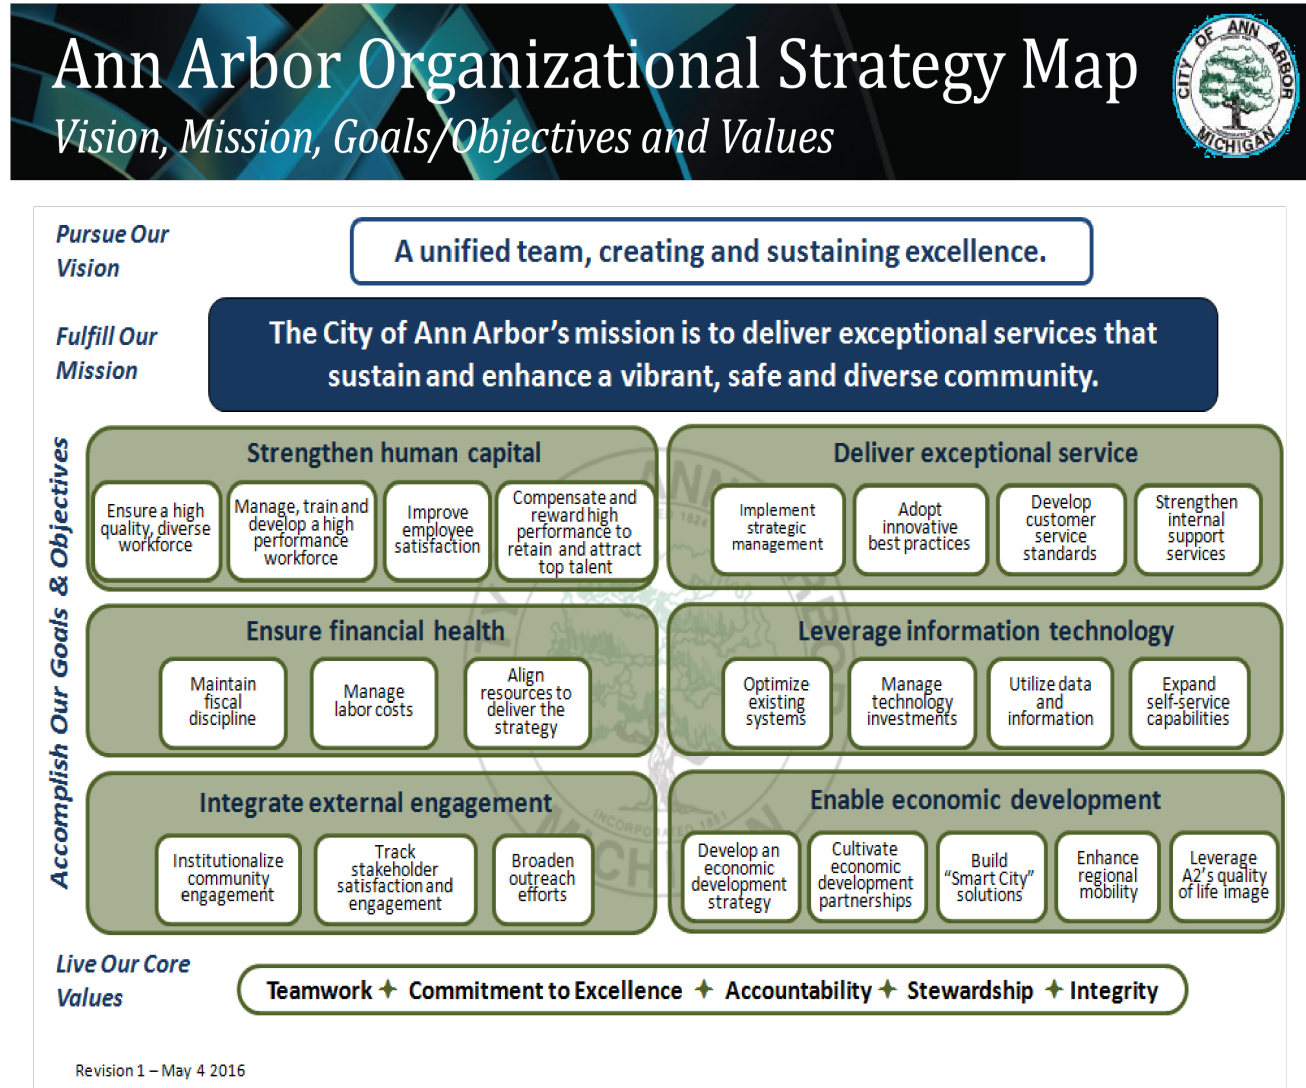 Ann Arbor Organizational Strategy Map
Vision, Mission, Goals/Objectives and Values
CITY OF ANN ARBOR
MICHIGAN
Pursue Our
Vision
A unified team, creating and sustaining excellence.
Fulfill Our
Mission
The City of Ann Arbor's mission is to deliver exceptional services that
sustain and enhance a vibrant, safe and diverse community.
Accomplish Our Goals & Objectives
Strengthen human capital
Ensure a high
quality, diverse
workforce
Manage, train and
develop a high
performance
workforce
Improve
employee
satisfaction
Compensate and
reward high
performance to
retain and attract
top talent
Deliver exceptional service
Implement
strategic
management
Adopt
innovative
best practices
Develop
customer
service
standards
Strengthen
internal
support
services
Ensure financial health
Maintain
fiscal
discipline
Manage
labor costs
Align
resources to
deliver the
strategy
Leverage information technology
Optimize
existing
systems
Manage
technology
investments
Utilize data
and
information
Expand
self-service
capabilities
Integrate external engagement
Institutionalize
community
engagement
Track
stakeholder
satisfaction and
engagement
Broaden
outreach
efforts
Enable economic development
Develop an
economic
development
strategy
Cultivate
economic
development
partnerships
Build
“Smart City”
solutions
Enhance
regional
mobility
Leverage
A2's quality
of life image
Live Our Core
Values
Teamwork ✦ Commitment to Excellence ✦ Accountability ✦ Stewardship ✦ Integrity
Revision 1 – May 4 2016